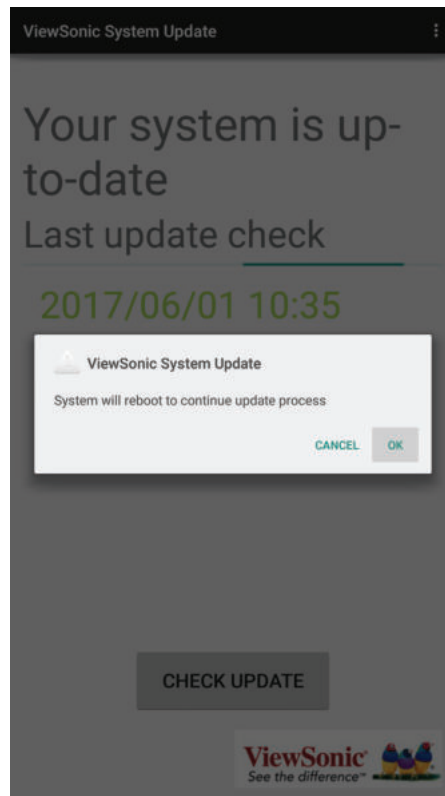 ViewSonic System Update
Your system is up-
to-date
Last update check
2017/06/01 10:35
ViewSonic System Update
System will reboot to continue update process
CANCEL OK
CHECK UPDATE
ViewSonic®
See the difference™